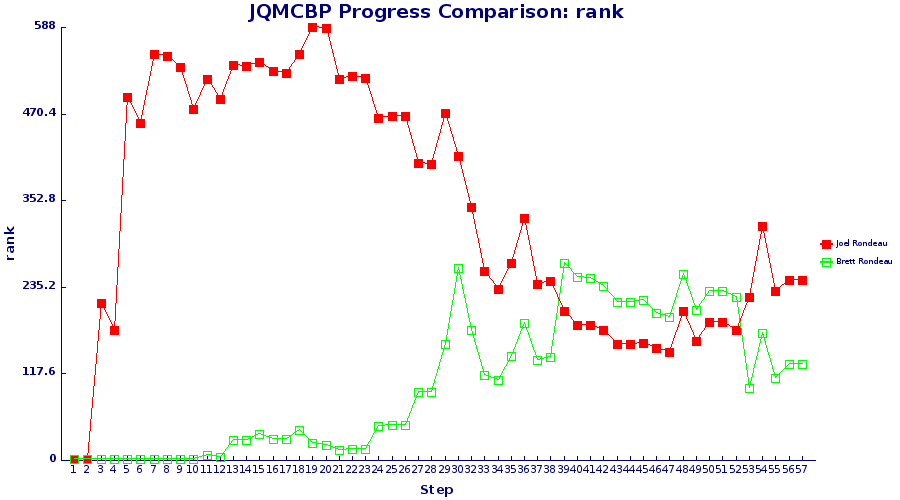 JQMCBP Progress Comparison: rank
588
470.4
352.8
235.2
117.6
0
rank
1 2 3 4 5 6 7 8 9 10 11 12 13 14 15 16 17 18 19 20 21 22 23 24 25 26 27 28 29 30 31 32 33 34 35 36 37 38 39 40 41 42 43 44 45 46 47 48 49 50 51 52 53 54 55 56 57
Step
Joel Rondeau
Brett Rondeau